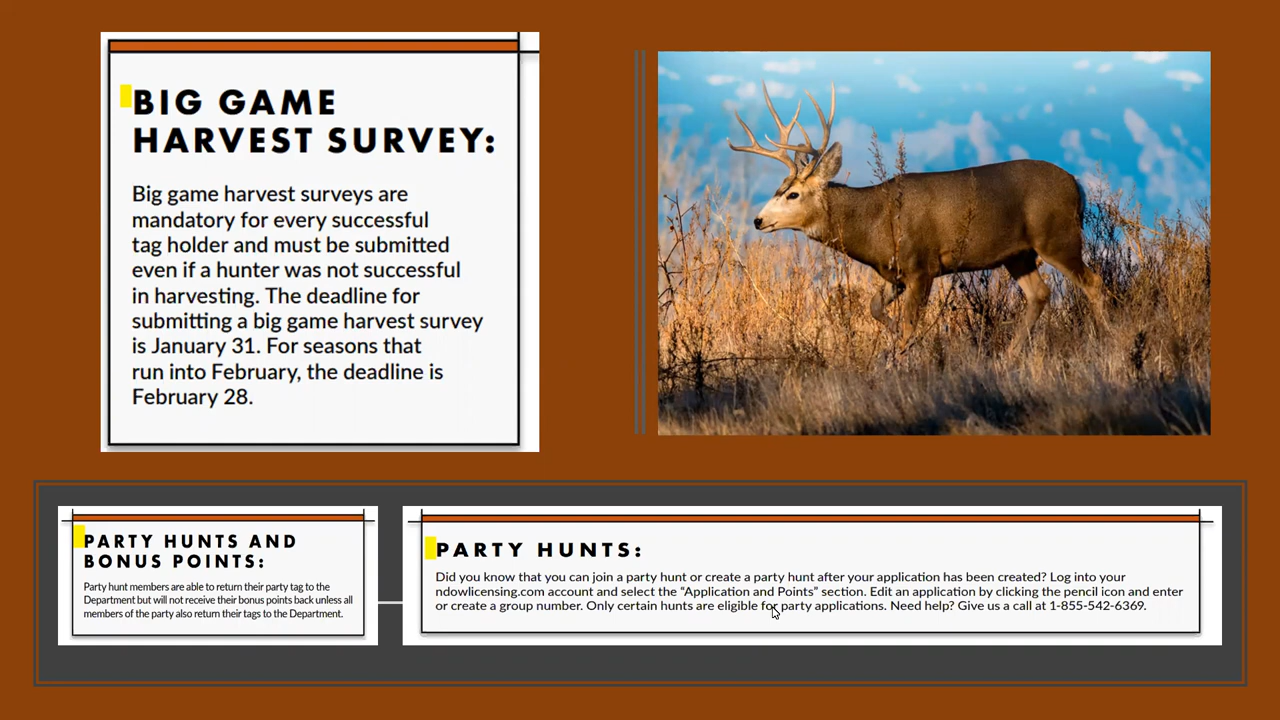 BIG GAME
HARVEST SURVEY:
Big game harvest surveys are
mandatory for every successful
tag holder and must be submitted
even if a hunter was not successful
in harvesting. The deadline for
submitting a big game harvest survey
is January 31. For seasons that
run into February, the deadline is
February 28.
PARTY HUNTS AND
BONUS POINTS:
Party hunt members are able to return their party tag to the
Department but will not receive their bonus points back unless all
members of the party also return their tags to the Department.
PARTY HUNTS:
Did you know that you can join a party hunt or create a party hunt after your application has been created? Log into your
ndowlicensing.com account and select the “Application and Points” section. Edit an application by clicking the pencil icon and enter
or create a group number. Only certain hunts are eligible for party applications. Need help? Give us a call at 1-855-542-6369.